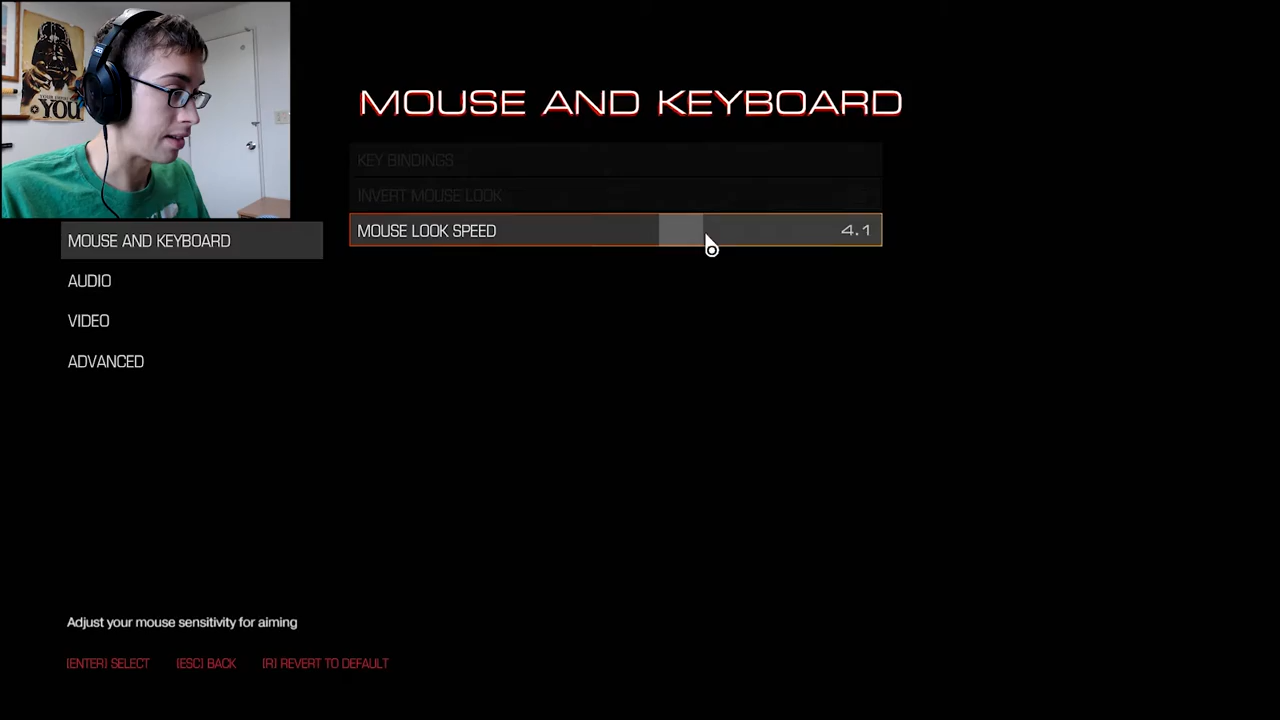 YOU
MOUSE AND KEYBOARD
KEY BINDINGS
INVERT MOUSE LOOK
MOUSE LOOK SPEED 4.1
MOUSE AND KEYBOARD
AUDIO
VIDEO
ADVANCED
Adjust your mouse sensitivity for aiming
[ENTER] SELECT [ESC] BACK [R] REVERT TO DEFAULT